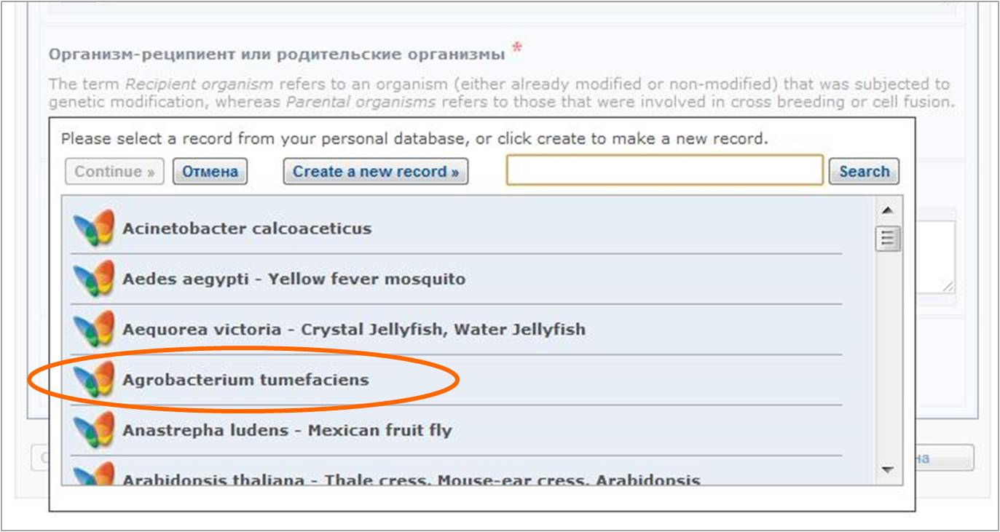 Организм-реципиент или родительские организмы *
The term Recipient organism refers to an organism (either already modified or non-modified) that was subjected to
genetic modification, whereas Parental organisms refers to those that were involved in cross breeding or cell fusion.
Please select a record from your personal database, or click create to make a new record.
Continue » Отмена Create a new record » Search
Acinetobacter calcoaceticus
Aedes aegypti - Yellow fever mosquito
Aequorea victoria - Crystal Jellyfish, Water Jellyfish
Agrobacterium tumefaciens
Anastrepha ludens - Mexican fruit fly
Arabidopsis thaliana - Thale cress, Mouse-ear cress, Arabidopsis